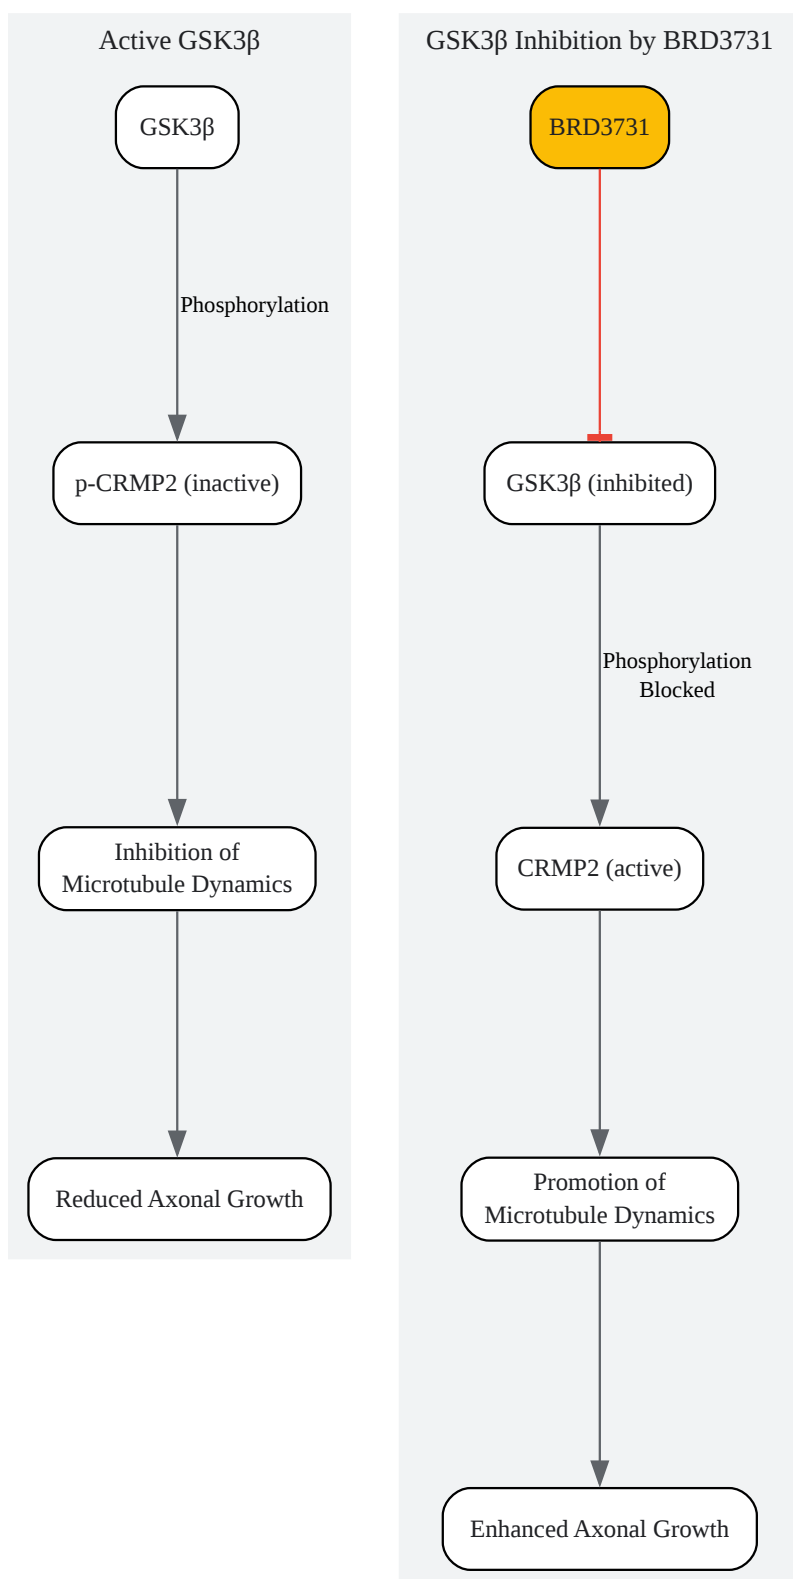 Active GSK3β
GSK3β
Phosphorylation
p-CRMP2 (inactive)
Inhibition of
Microtubule Dynamics
Reduced Axonal Growth
GSK3β Inhibition by BRD3731
BRD3731
GSK3β (inhibited)
Phosphorylation
Blocked
CRMP2 (active)
Promotion of
Microtubule Dynamics
Enhanced Axonal Growth